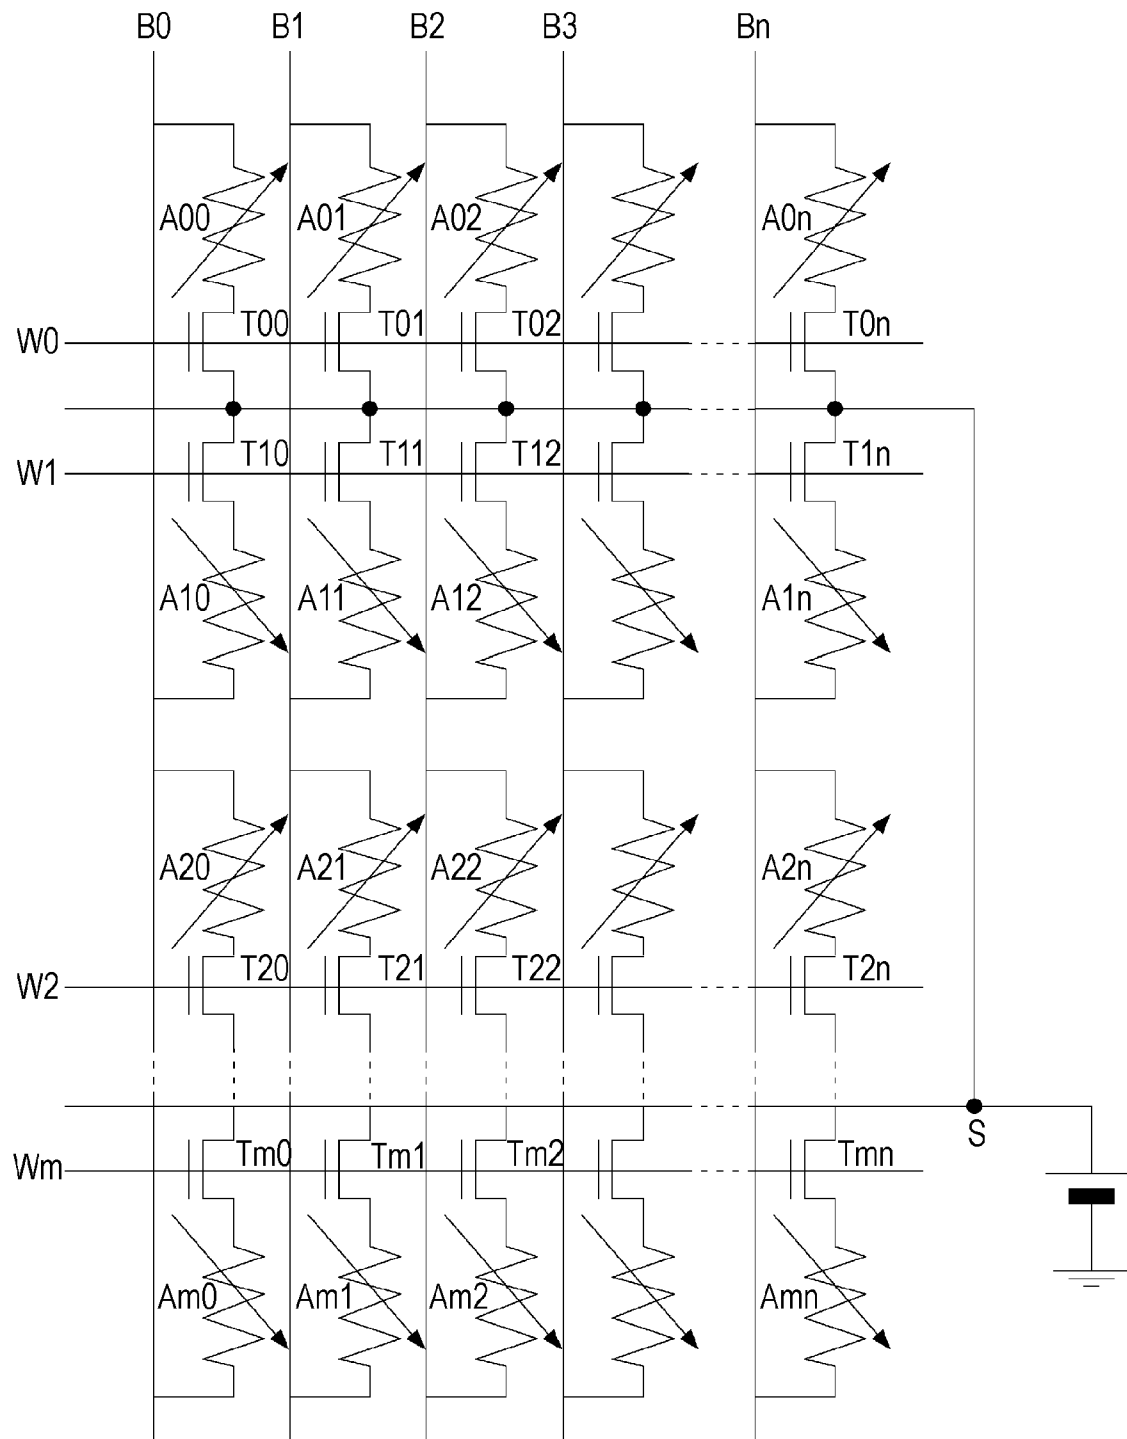 B0 B1 B2 B3 Bn
A00 A01 A02 A0n
W0 T00 T01 T02 T0n
W1 T10 T11 T12 T1n
A10 A11 A12 A1n
A20 A21 A22 A2n
W2 T20 T21 T22 T2n
S
Wm Tm0 Tm1 Tm2 Tmn
Am0 Am1 Am2 Amn